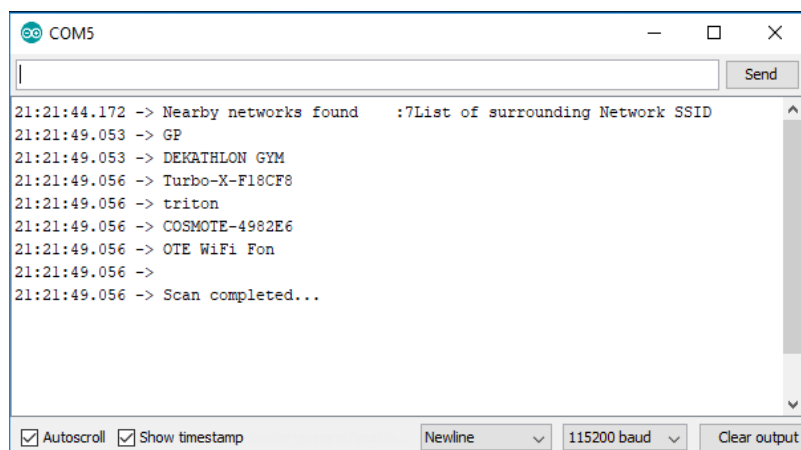 COM5
Send
21:21:44.172 -> Nearby networks found    :7List of surrounding Network SSID
21:21:49.053 -> GP
21:21:49.053 -> DEKATHLON GYM
21:21:49.056 -> Turbo-X-F18CF8
21:21:49.056 -> triton
21:21:49.056 -> COSMOTE-4982E6
21:21:49.056 -> OTE WiFi Fon
21:21:49.056 ->
21:21:49.056 -> Scan completed...
Autoscroll Show timestamp Newline 115200 baud Clear output